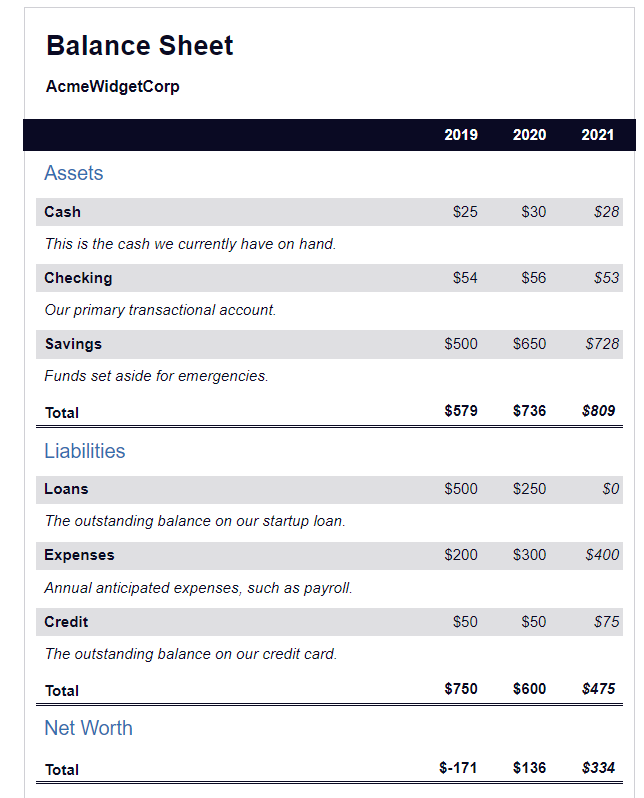 Balance Sheet
AcmeWidgetCorp
2019 2020 2021
Assets
Cash $25 $30 $28
This is the cash we currently have on hand.
Checking $54 $56 $53
Our primary transactional account.
Savings $500 $650 $728
Funds set aside for emergencies.
Total $579 $736 $809
Liabilities
Loans $500 $250 $0
The outstanding balance on our startup loan.
Expenses $200 $300 $400
Annual anticipated expenses, such as payroll.
Credit $50 $50 $75
The outstanding balance on our credit card.
Total $750 $600 $475
Net Worth
Total $-171 $136 $334